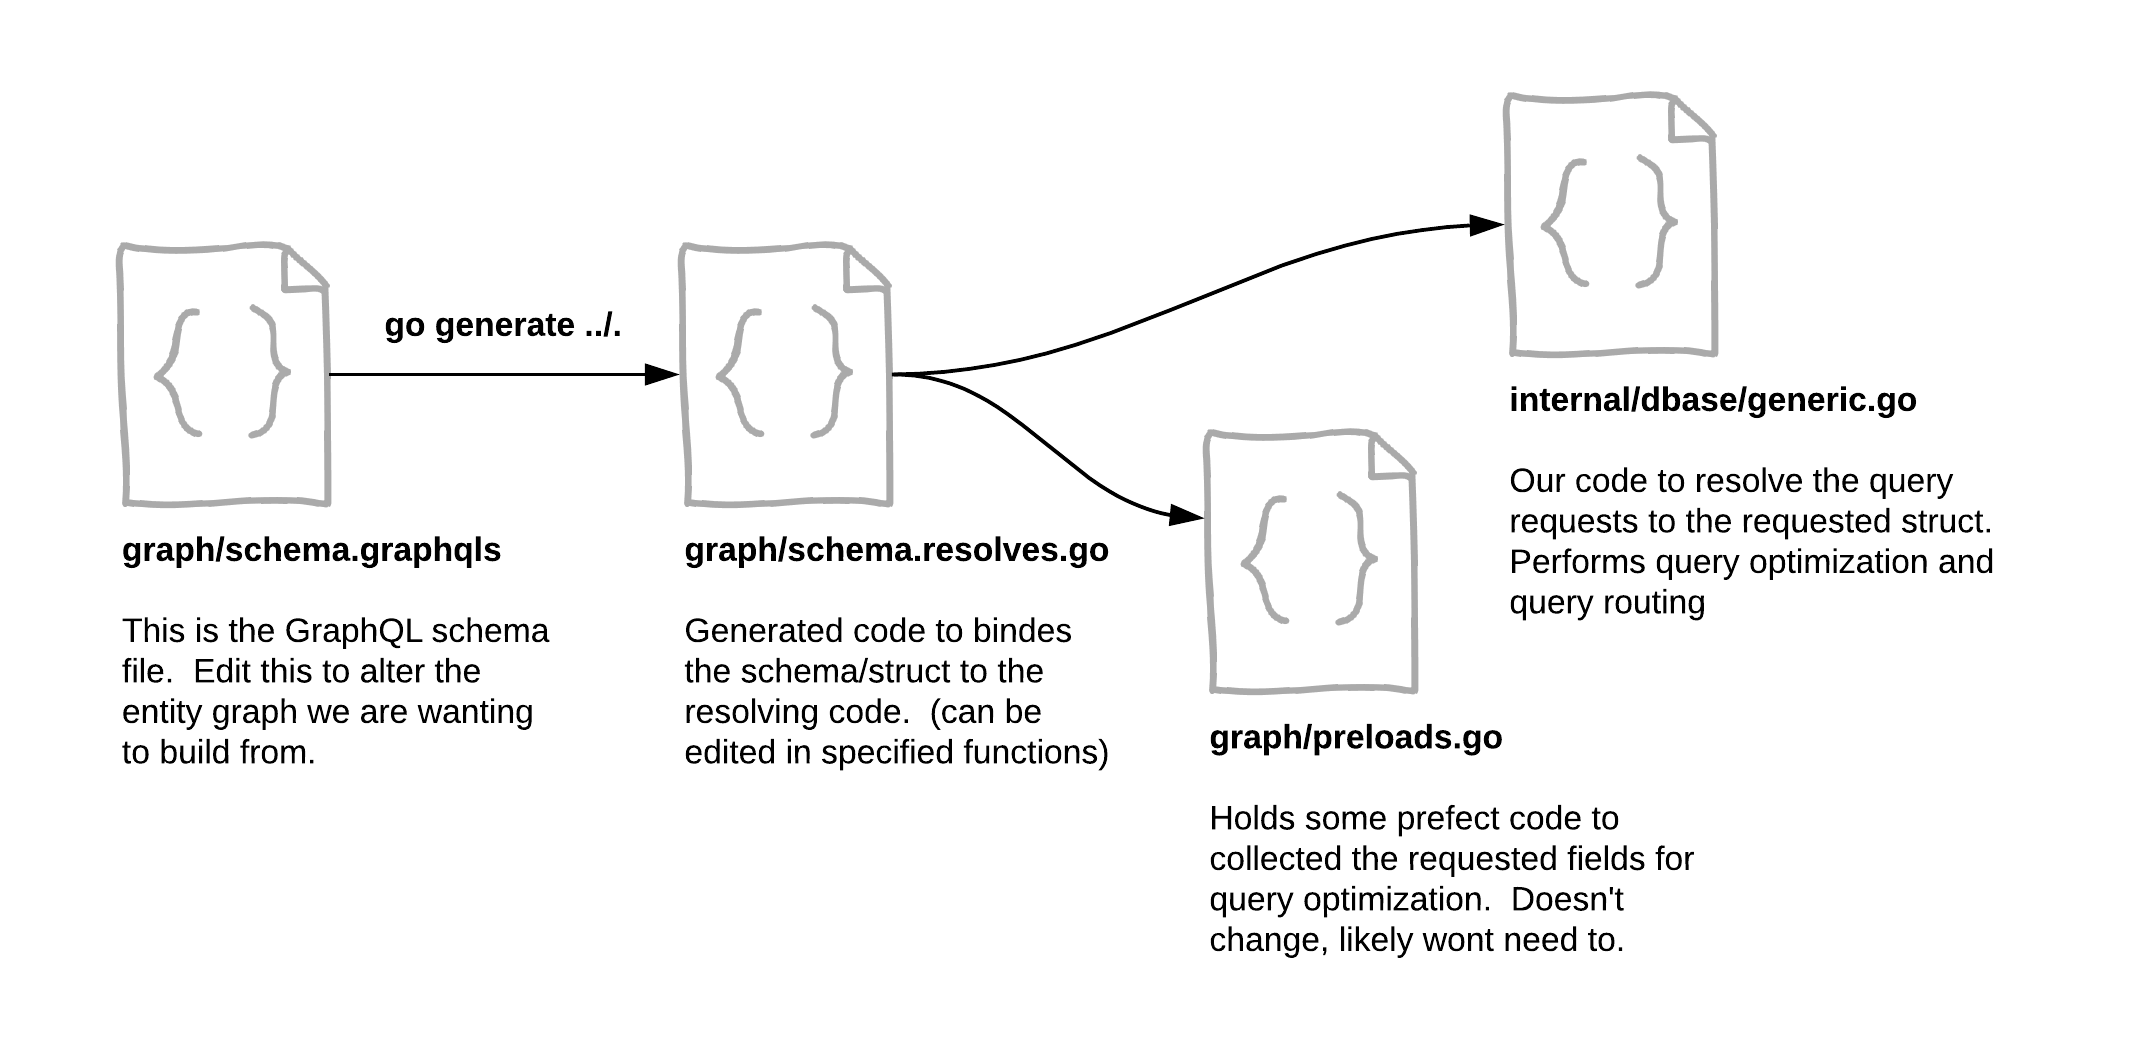 go generate ../.
graph/schema.graphqls
This is the GraphQL schema
file.  Edit this to alter the
entity graph we are wanting
to build from.
graph/schema.resolves.go
Generated code to bindes
the schema/struct to the
resolving code.  (can be
edited in specified functions)
internal/dbase/generic.go
Our code to resolve the query
requests to the requested struct.
Performs query optimization and
query routing
graph/preloads.go
Holds some prefect code to
collected the requested fields for
query optimization.  Doesn't
change, likely wont need to.